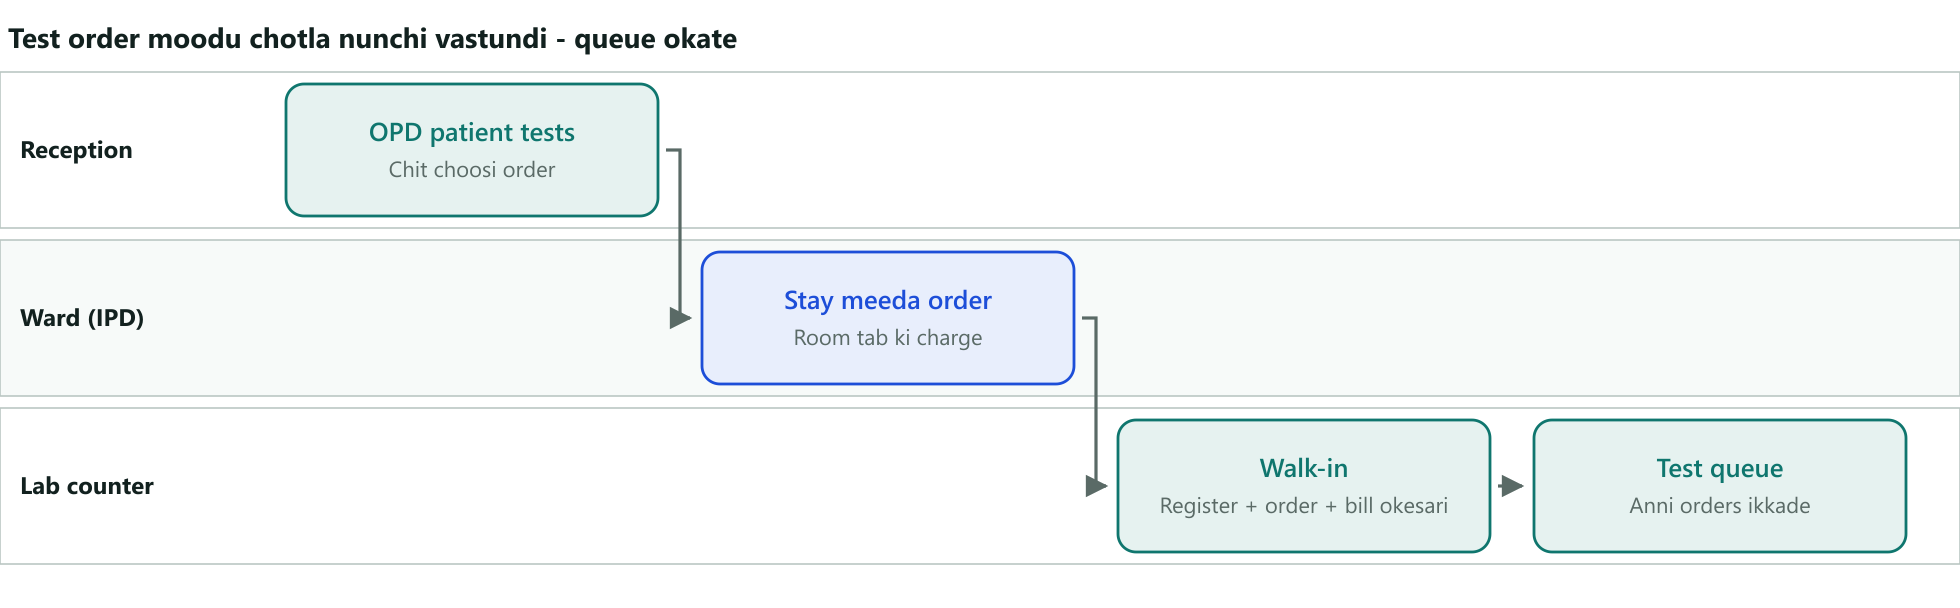 Test order moodu chotla nunchi vastundi - queue okate
Reception
OPD patient tests
Chit choosi order
Ward (IPD)
Stay meeda order
Room tab ki charge
Lab counter
Walk-in
Register + order + bill okesari
Test queue
Anni orders ikkade